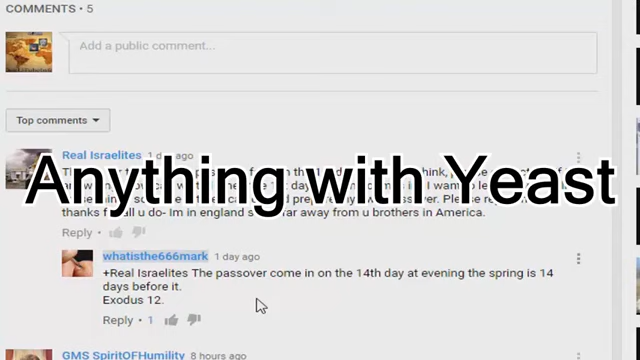 COMMENTS • 5
Add a public comment...
Top comments
Real Israelites 1 day ago
Anything with Yeast
thanks for all u do- Im in england so far away from u brothers in America.
Reply •
whatisthe666mark 1 day ago
+Real Israelites The passover come in on the 14th day at evening the spring is 14
days before it.
Exodus 12.
Reply • 1
GMS SpiritOFHumility 8 hours ago